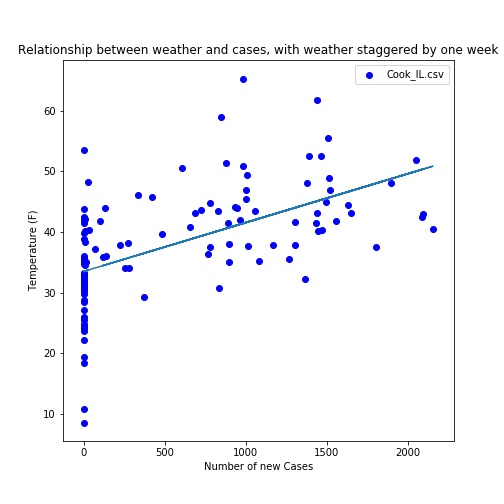 Relationship between weather and cases, with weather staggered by one week
Cook_IL.csv
60
50
40
30
20
10
Temperature (F)
0
500
1000
1500
2000
Number of new Cases